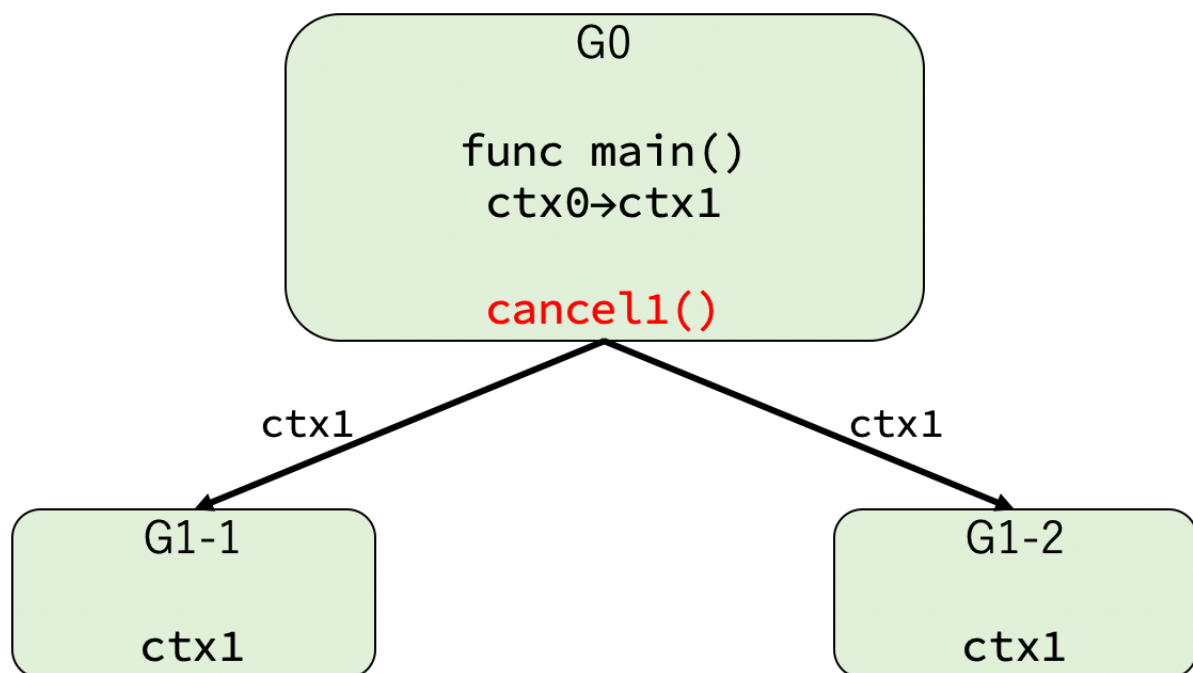 G0
func main()
ctx0→ctx1
cancel1()
ctx1
ctx1
G1-1
ctx1
G1-2
ctx1